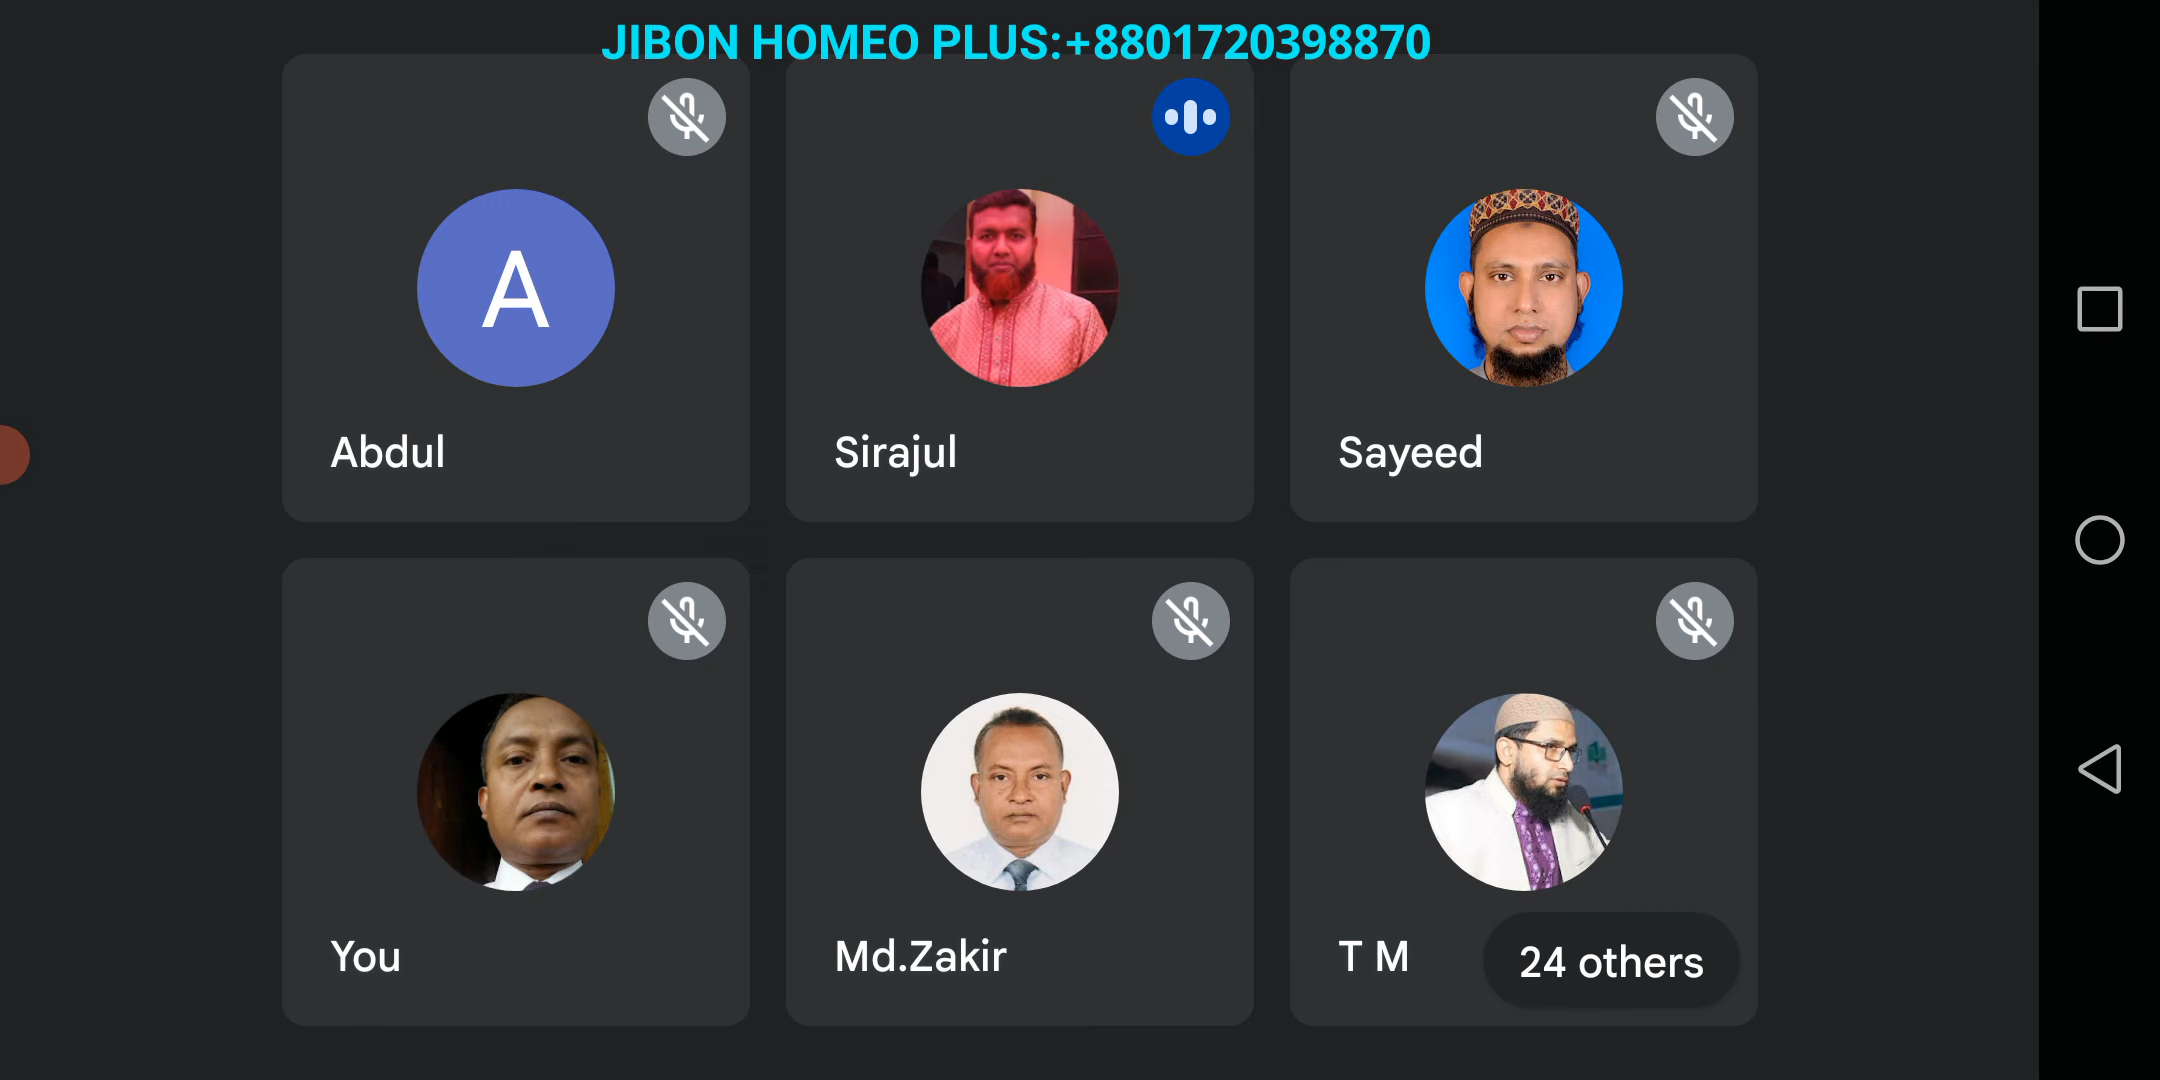 JIBON HOMEO PLUS:+8801720398870
A
Abdul
Sirajul
Sayeed
You
Md.Zakir
T M
24 others